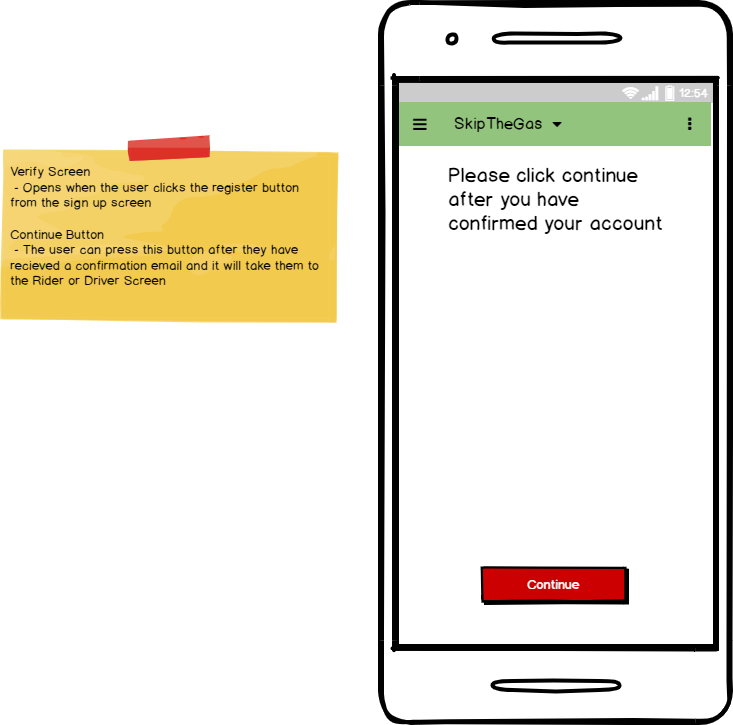 Verify Screen
- Opens when the user clicks the register button
from the sign up screen
Continue Button
- The user can press this button after they have
recieved a confirmation email and it will take them to
the Rider or Driver Screen
12:54
SkipTheGas
Please click continue
after you have
confirmed your account
Continue